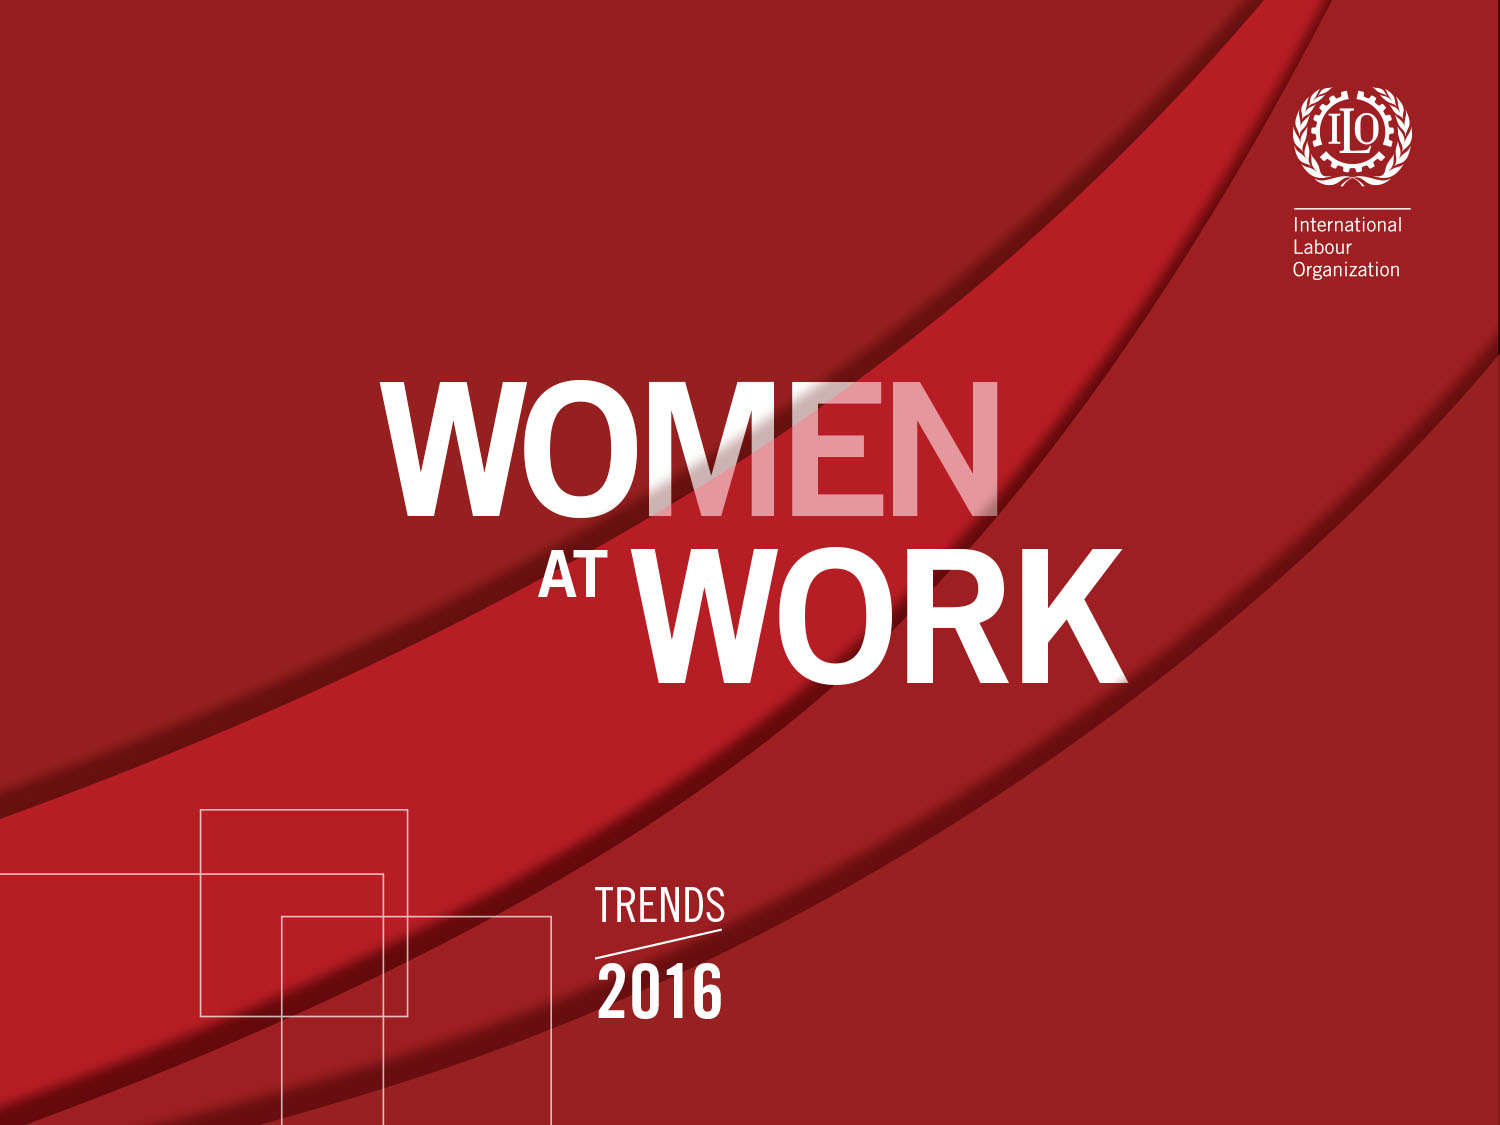 ILO
International
Labour
Organization
WOMEN
AT WORK
TRENDS
2016